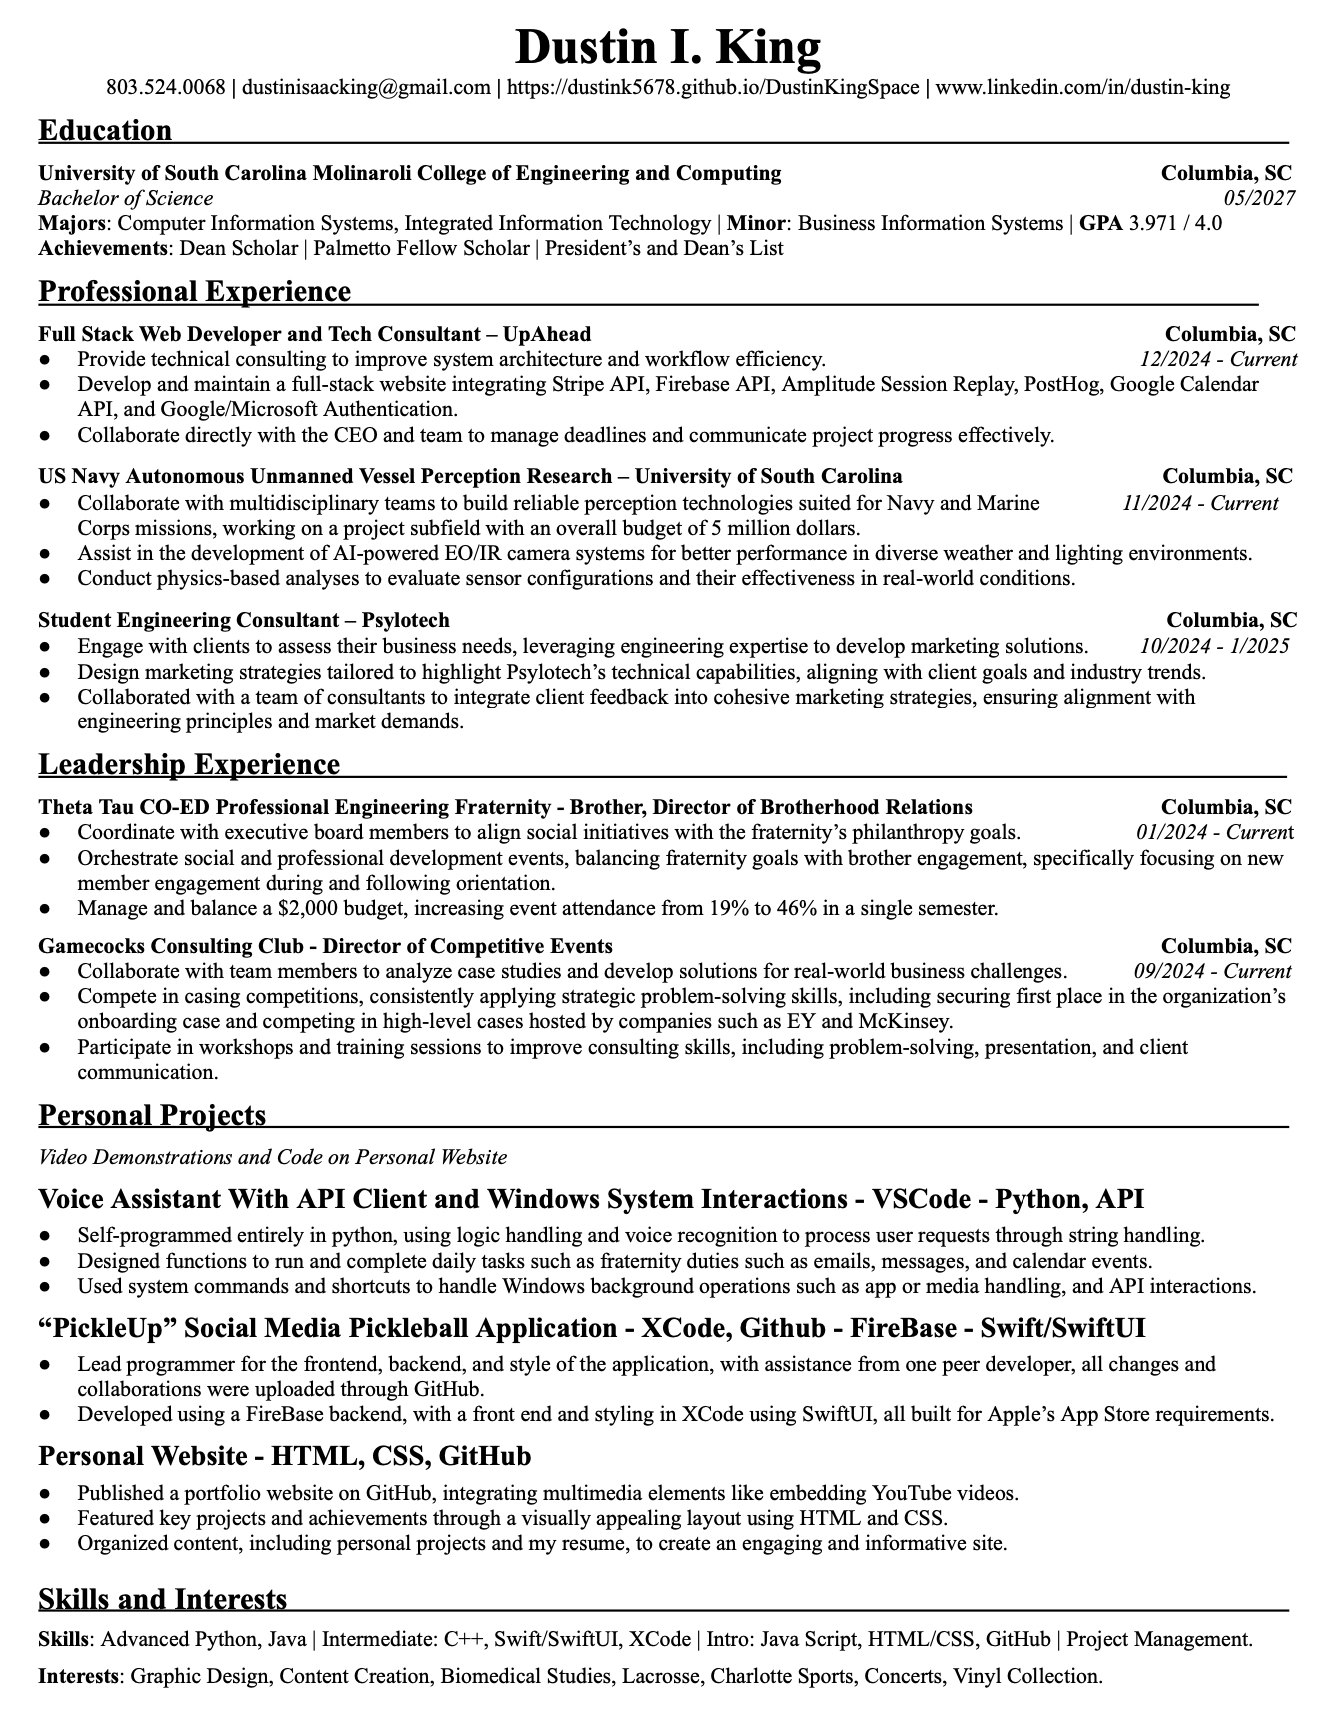 Dustin I. King
803.524.0068 | dustinisaacking@gmail.com | https://dustink5678.github.io/DustinKingSpace | www.linkedin.com/in/dustin-king
Education
University of South Carolina Molinaroli College of Engineering and Computing Columbia, SC
Bachelor of Science 05/2027
Majors: Computer Information Systems, Integrated Information Technology | Minor: Business Information Systems | GPA 3.971 / 4.0
Achievements: Dean Scholar | Palmetto Fellow Scholar | President’s and Dean’s List
Professional Experience
Full Stack Web Developer and Tech Consultant – UpAhead Columbia, SC
● Provide technical consulting to improve system architecture and workflow efficiency. 12/2024 - Current
● Develop and maintain a full-stack website integrating Stripe API, Firebase API, Amplitude Session Replay, PostHog, Google Calendar
API, and Google/Microsoft Authentication.
● Collaborate directly with the CEO and team to manage deadlines and communicate project progress effectively.
US Navy Autonomous Unmanned Vessel Perception Research – University of South Carolina Columbia, SC
● Collaborate with multidisciplinary teams to build reliable perception technologies suited for Navy and Marine 11/2024 - Current
Corps missions, working on a project subfield with an overall budget of 5 million dollars.
● Assist in the development of AI-powered EO/IR camera systems for better performance in diverse weather and lighting environments.
● Conduct physics-based analyses to evaluate sensor configurations and their effectiveness in real-world conditions.
Student Engineering Consultant – Psylotech Columbia, SC
● Engage with clients to assess their business needs, leveraging engineering expertise to develop marketing solutions. 10/2024 - 1/2025
● Design marketing strategies tailored to highlight Psylotech’s technical capabilities, aligning with client goals and industry trends.
● Collaborated with a team of consultants to integrate client feedback into cohesive marketing strategies, ensuring alignment with
engineering principles and market demands.
Leadership Experience
Theta Tau CO-ED Professional Engineering Fraternity - Brother, Director of Brotherhood Relations Columbia, SC
● Coordinate with executive board members to align social initiatives with the fraternity’s philanthropy goals. 01/2024 - Current
● Orchestrate social and professional development events, balancing fraternity goals with brother engagement, specifically focusing on new
member engagement during and following orientation.
● Manage and balance a $2,000 budget, increasing event attendance from 19% to 46% in a single semester.
Gamecocks Consulting Club - Director of Competitive Events Columbia, SC
● Collaborate with team members to analyze case studies and develop solutions for real-world business challenges. 09/2024 - Current
● Compete in casing competitions, consistently applying strategic problem-solving skills, including securing first place in the organization’s
onboarding case and competing in high-level cases hosted by companies such as EY and McKinsey.
● Participate in workshops and training sessions to improve consulting skills, including problem-solving, presentation, and client
communication.
Personal Projects
Video Demonstrations and Code on Personal Website
Voice Assistant With API Client and Windows System Interactions - VSCode - Python, API
● Self-programmed entirely in python, using logic handling and voice recognition to process user requests through string handling.
● Designed functions to run and complete daily tasks such as fraternity duties such as emails, messages, and calendar events.
● Used system commands and shortcuts to handle Windows background operations such as app or media handling, and API interactions.
“PickleUp” Social Media Pickleball Application - XCode, Github - FireBase - Swift/SwiftUI
● Lead programmer for the frontend, backend, and style of the application, with assistance from one peer developer, all changes and
collaborations were uploaded through GitHub.
● Developed using a FireBase backend, with a front end and styling in XCode using SwiftUI, all built for Apple’s App Store requirements.
Personal Website - HTML, CSS, GitHub
● Published a portfolio website on GitHub, integrating multimedia elements like embedding YouTube videos.
● Featured key projects and achievements through a visually appealing layout using HTML and CSS.
● Organized content, including personal projects and my resume, to create an engaging and informative site.
Skills and Interests
Skills: Advanced Python, Java | Intermediate: C++, Swift/SwiftUI, XCode | Intro: Java Script, HTML/CSS, GitHub | Project Management.
Interests: Graphic Design, Content Creation, Biomedical Studies, Lacrosse, Charlotte Sports, Concerts, Vinyl Collection.